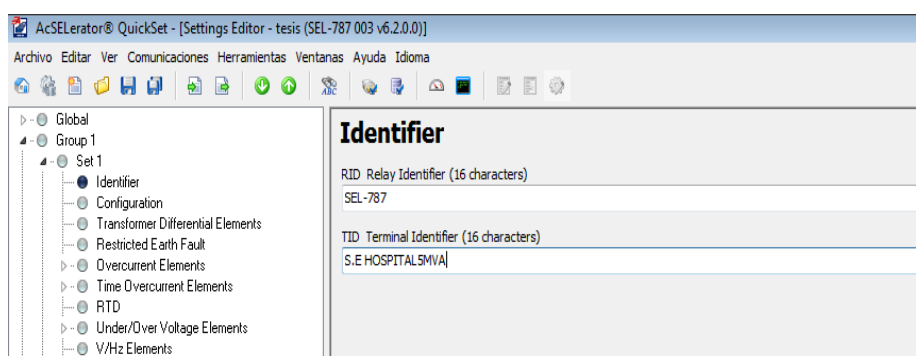 AcSELerator® QuickSet - [Settings Editor - tesis (SEL-787 003 v6.2.0.0)]
Archivo Editar Ver Comunicaciones Herramientas Ventanas Ayuda Idioma
ABC
Global
Group 1
Set 1
Identifier
Configuration
Transformer Differential Elements
Restricted Earth Fault
Overcurrent Elements
Time Overcurrent Elements
RTD
Under/Over Voltage Elements
V/Hz Elements
Identifier
RID Relay Identifier (16 characters)
SEL-787
TID Terminal Identifier (16 characters)
S.E HOSPITAL5MVA